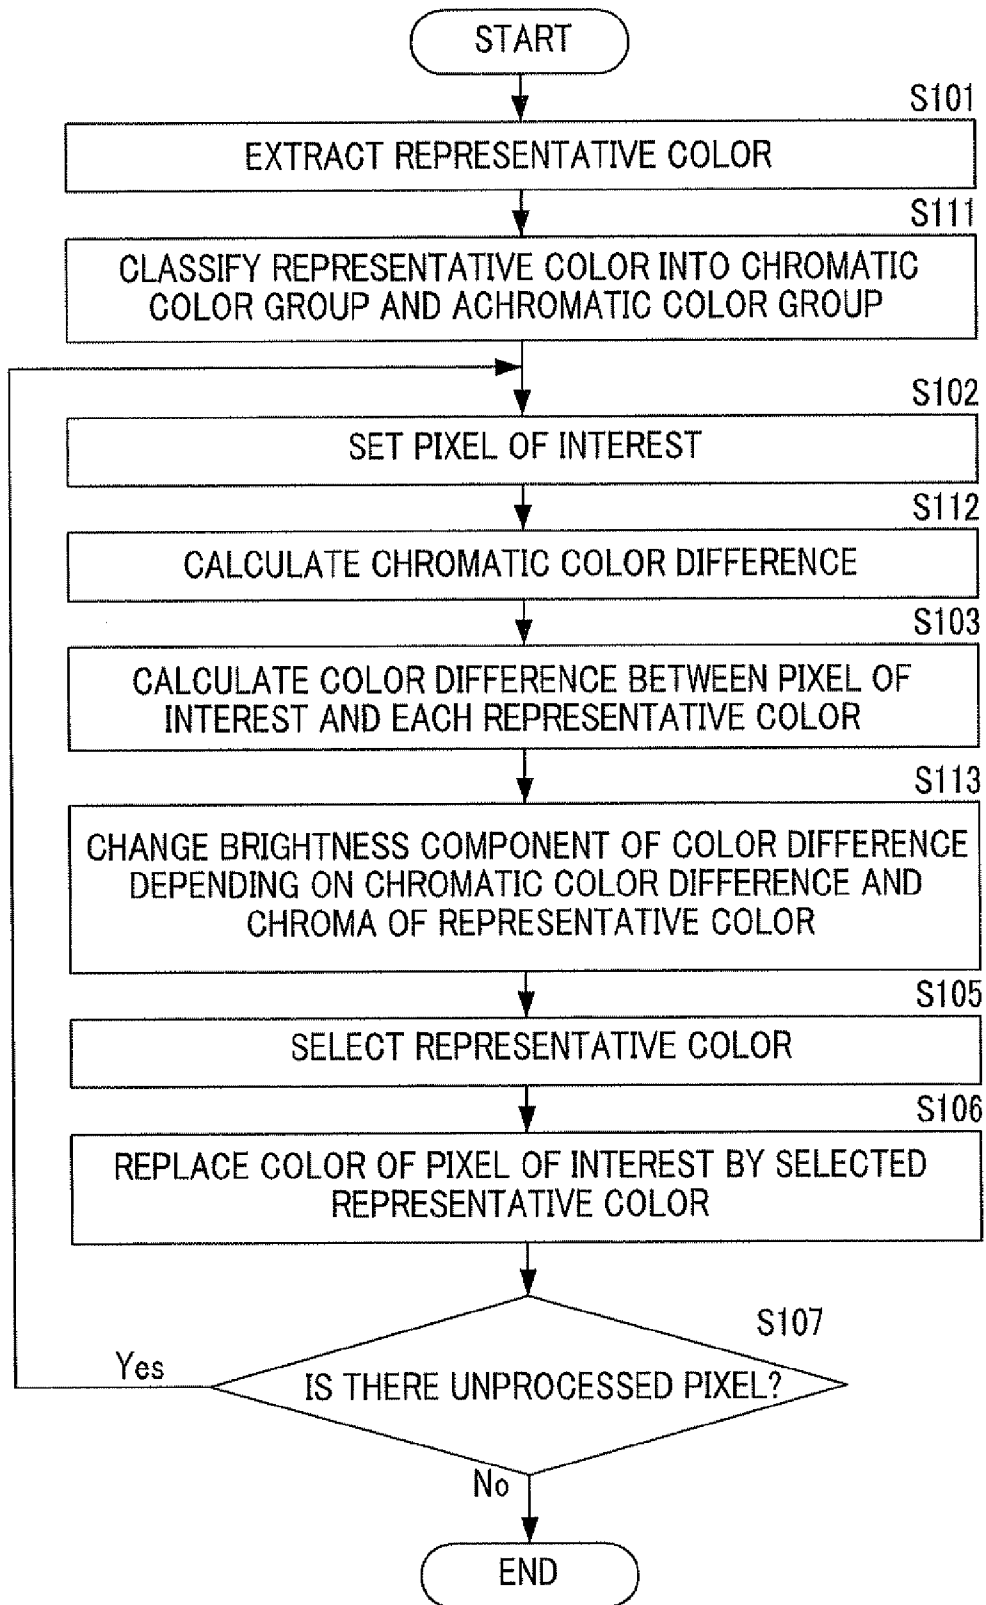 START
S101
EXTRACT REPRESENTATIVE COLOR
S111
CLASSIFY REPRESENTATIVE COLOR INTO CHROMATIC
COLOR GROUP AND ACHROMATIC COLOR GROUP
S102
SET PIXEL OF INTEREST
S112
CALCULATE CHROMATIC COLOR DIFFERENCE
S103
CALCULATE COLOR DIFFERENCE BETWEEN PIXEL OF
INTEREST AND EACH REPRESENTATIVE COLOR
S113
CHANGE BRIGHTNESS COMPONENT OF COLOR DIFFERENCE
DEPENDING ON CHROMATIC COLOR DIFFERENCE AND
CHROMA OF REPRESENTATIVE COLOR
S105
SELECT REPRESENTATIVE COLOR
S106
REPLACE COLOR OF PIXEL OF INTEREST BY SELECTED
REPRESENTATIVE COLOR
S107
Yes
IS THERE UNPROCESSED PIXEL?
No
END